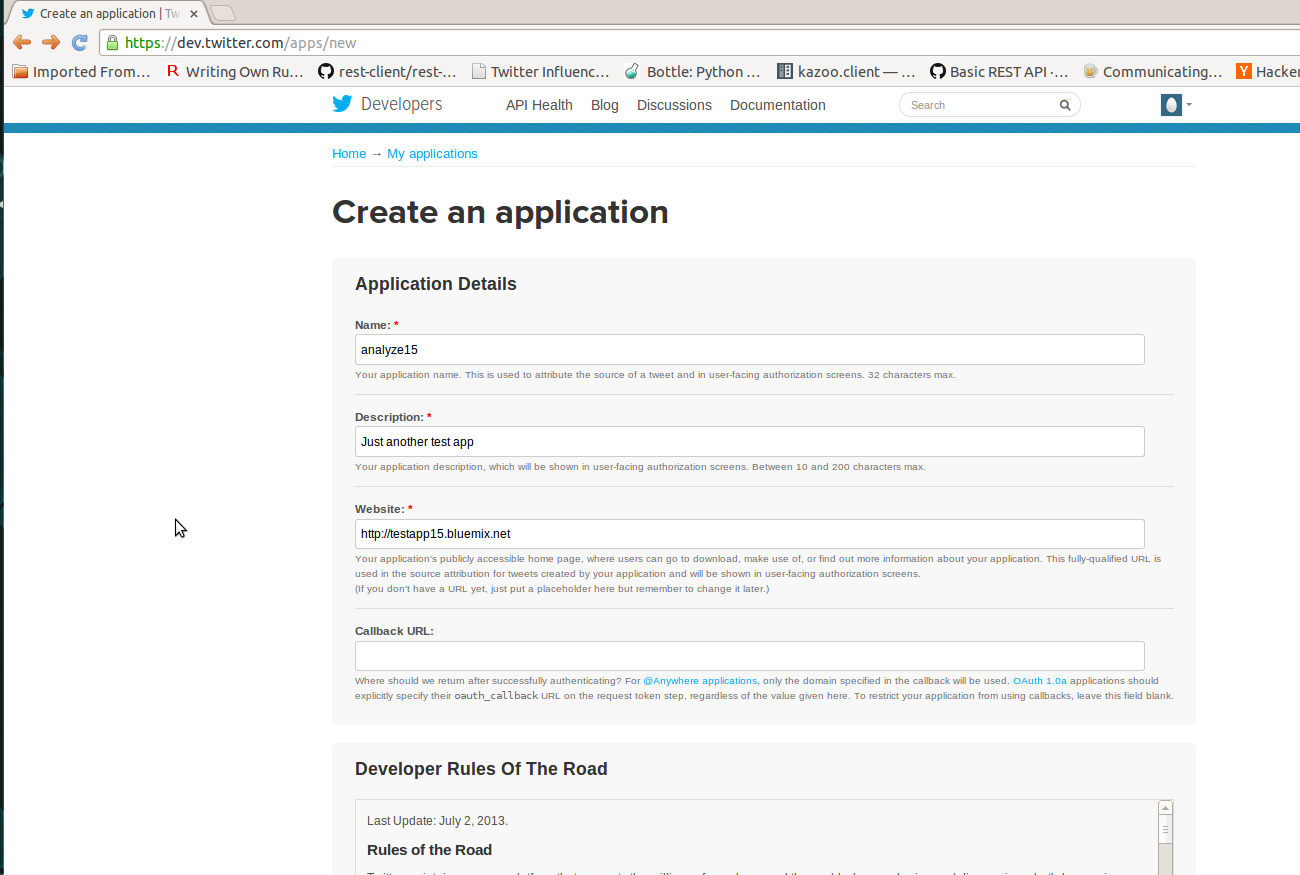 Create an application | Tw
https://dev.twitter.com/apps/new
Imported From... Writing Own Ru... rest-client/rest-... Twitter Influenc... Bottle: Python ... kazoo.client — ... Basic REST API ·... Communicating... Hacker
Developers API Health Blog Discussions Documentation Search
Home → My applications
Create an application
Application Details
Name: *
analyze15
Your application name. This is used to attribute the source of a tweet and in user-facing authorization screens. 32 characters max.
Description: *
Just another test app
Your application description, which will be shown in user-facing authorization screens. Between 10 and 200 characters max.
Website: *
http://testapp15.bluemix.net
Your application's publicly accessible home page, where users can go to download, make use of, or find out more information about your application. This fully-qualified URL is
used in the source attribution for tweets created by your application and will be shown in user-facing authorization screens.
(If you don't have a URL yet, just put a placeholder here but remember to change it later.)
Callback URL:
Where should we return after successfully authenticating? For @Anywhere applications, only the domain specified in the callback will be used. OAuth 1.0a applications should
explicitly specify their oauth_callback URL on the request token step, regardless of the value given here. To restrict your application from using callbacks, leave this field blank.
Developer Rules Of The Road
Last Update: July 2, 2013.
Rules of the Road